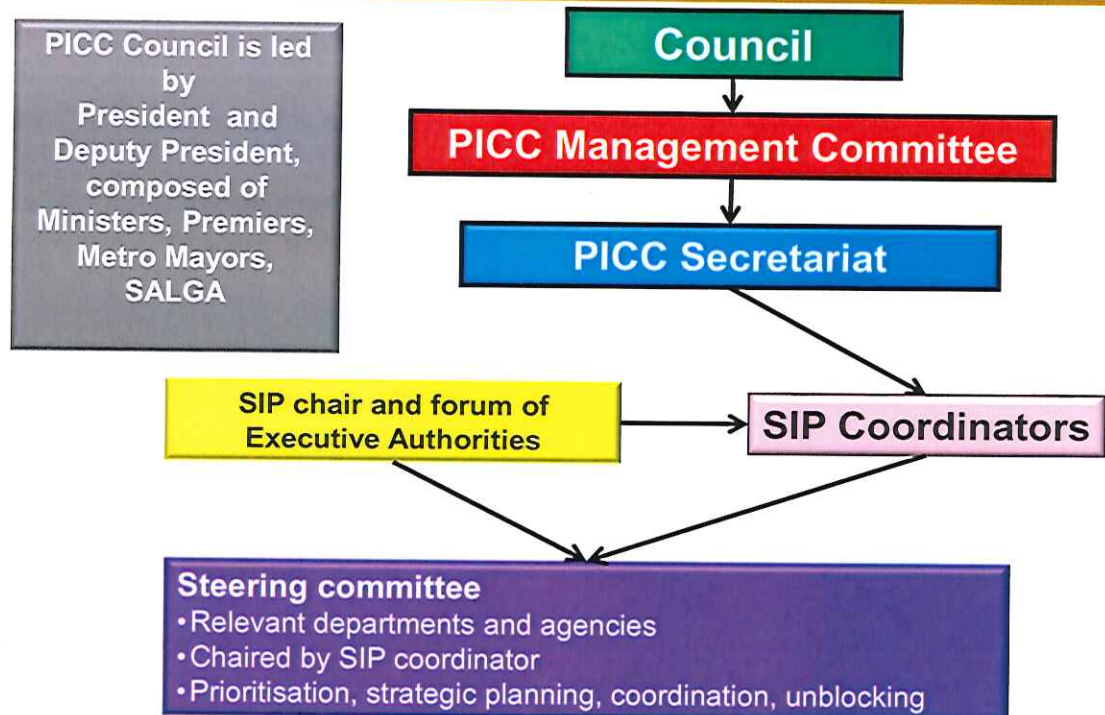 PICC Council is led
by
President and
Deputy President,
composed of
Ministers, Premiers,
Metro Mayors,
SALGA
Council
PICC Management Committee
PICC Secretariat
SIP chair and forum of
Executive Authorities
SIP Coordinators
Steering committee
•Relevant departments and agencies
•Chaired by SIP coordinator
•Prioritisation, strategic planning, coordination, unblocking